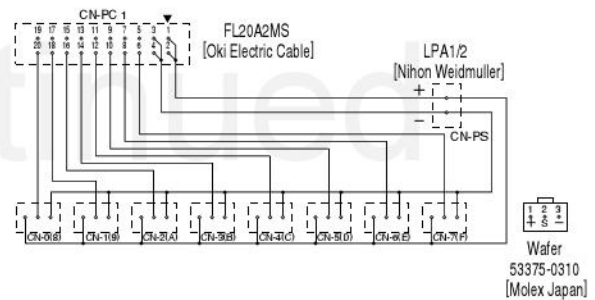 CN-PC 1
19 17 15 13 11 9 7 5 3 1
20 18 16 14 12 10 8 6 4 2
FL20A2MS
[Oki Electric Cable]
LPA1/2
[Nihon Weidmuller]
+
−
CN-PS
tinued
CN-0(8) CN-1(9) CN-2(A) CN-3(B) CN-4(C) CN-5(D) CN-6(E) CN-7(F)
1 2 3
+ S −
Wafer
53375-0310
[Molex Japan]